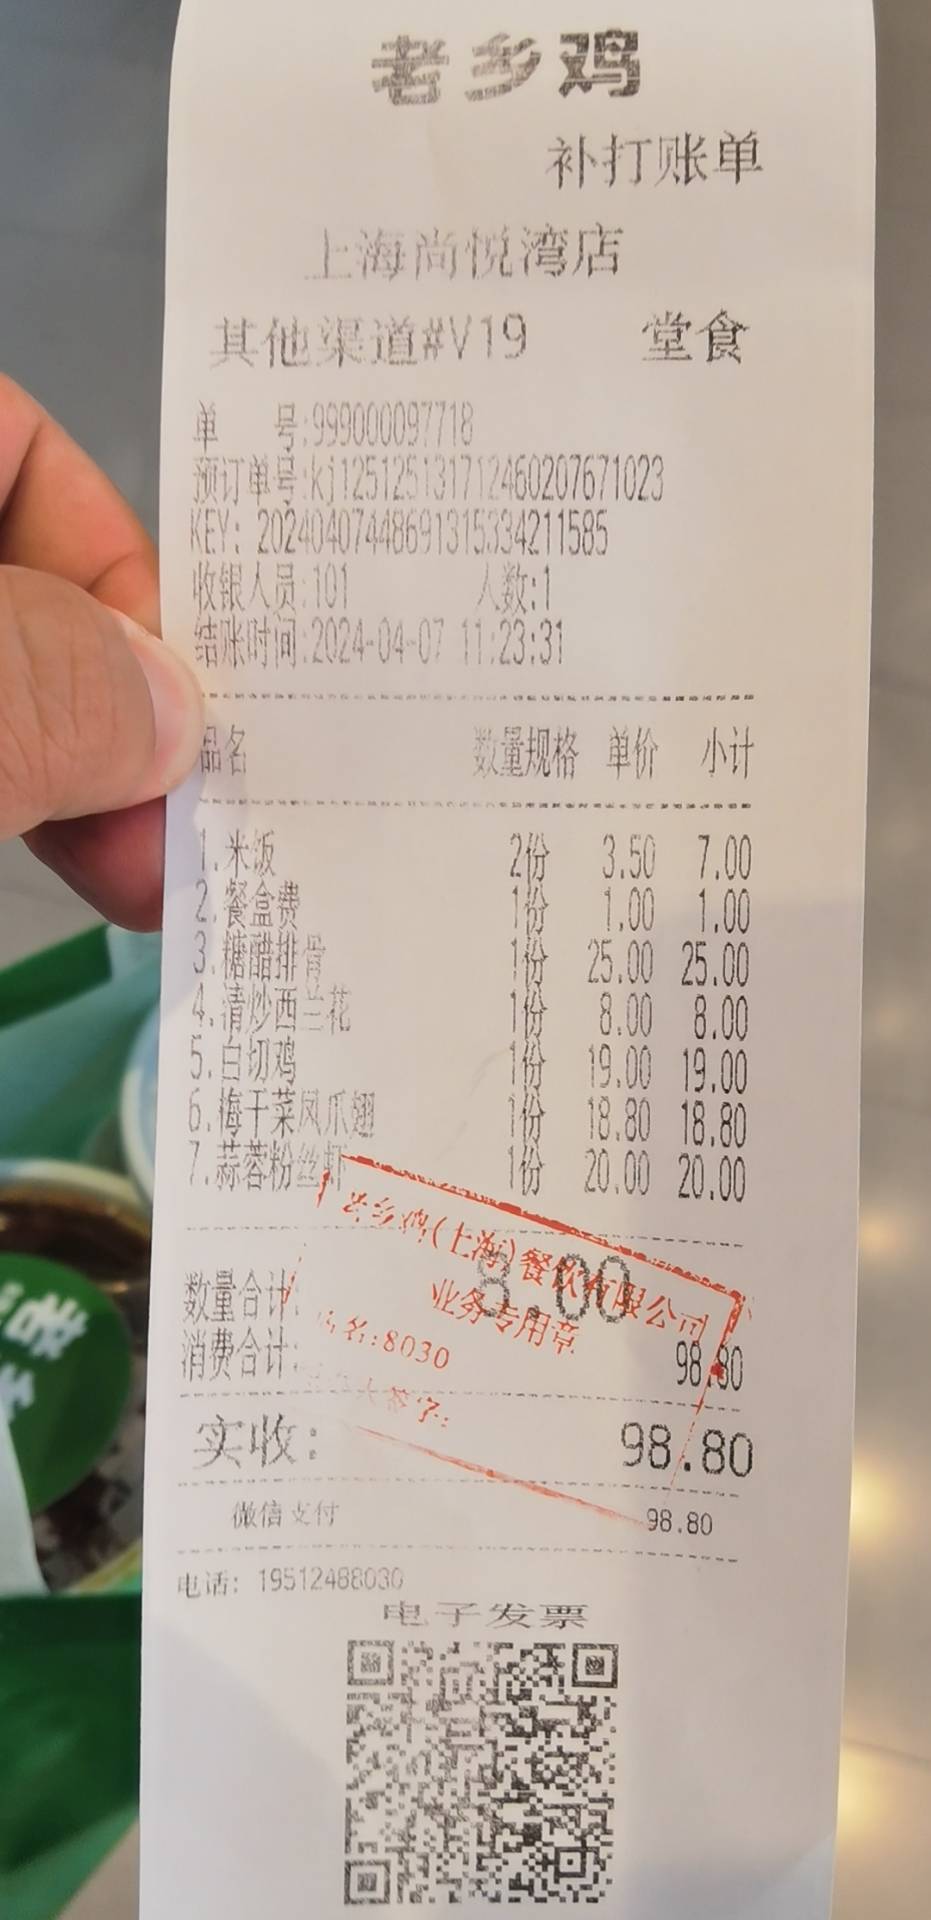 老乡鸡
补打账单
上海尚悦湾店
其他渠道#V19 堂食
单 号:999000097718
预订单号:kj12512513171246020767​1023
KEY: 20240407448691315334211585
收银人员:101 人数:1
结账时间:2024-04-07 11:23:31
品名 数量规格 单价 小计
1.米饭 2份 3.50 7.00
2.餐盒费 1份 1.00 1.00
3.糖醋排骨 1份 25.00 25.00
4.清炒西兰花 1份 8.00 8.00
5.白切鸡 1份 19.00 19.00
6.梅干菜凤爪翅 1份 18.80 18.80
7.蒜蓉粉丝虾 1份 20.00 20.00
老乡鸡(上海)餐饮有限公司
数量合计: 8.00
业务专用章
消费合计: 98.80
名:8030
签字:
实收: 98.80
微信支付 98.80
电话: 19512488030
电子发票